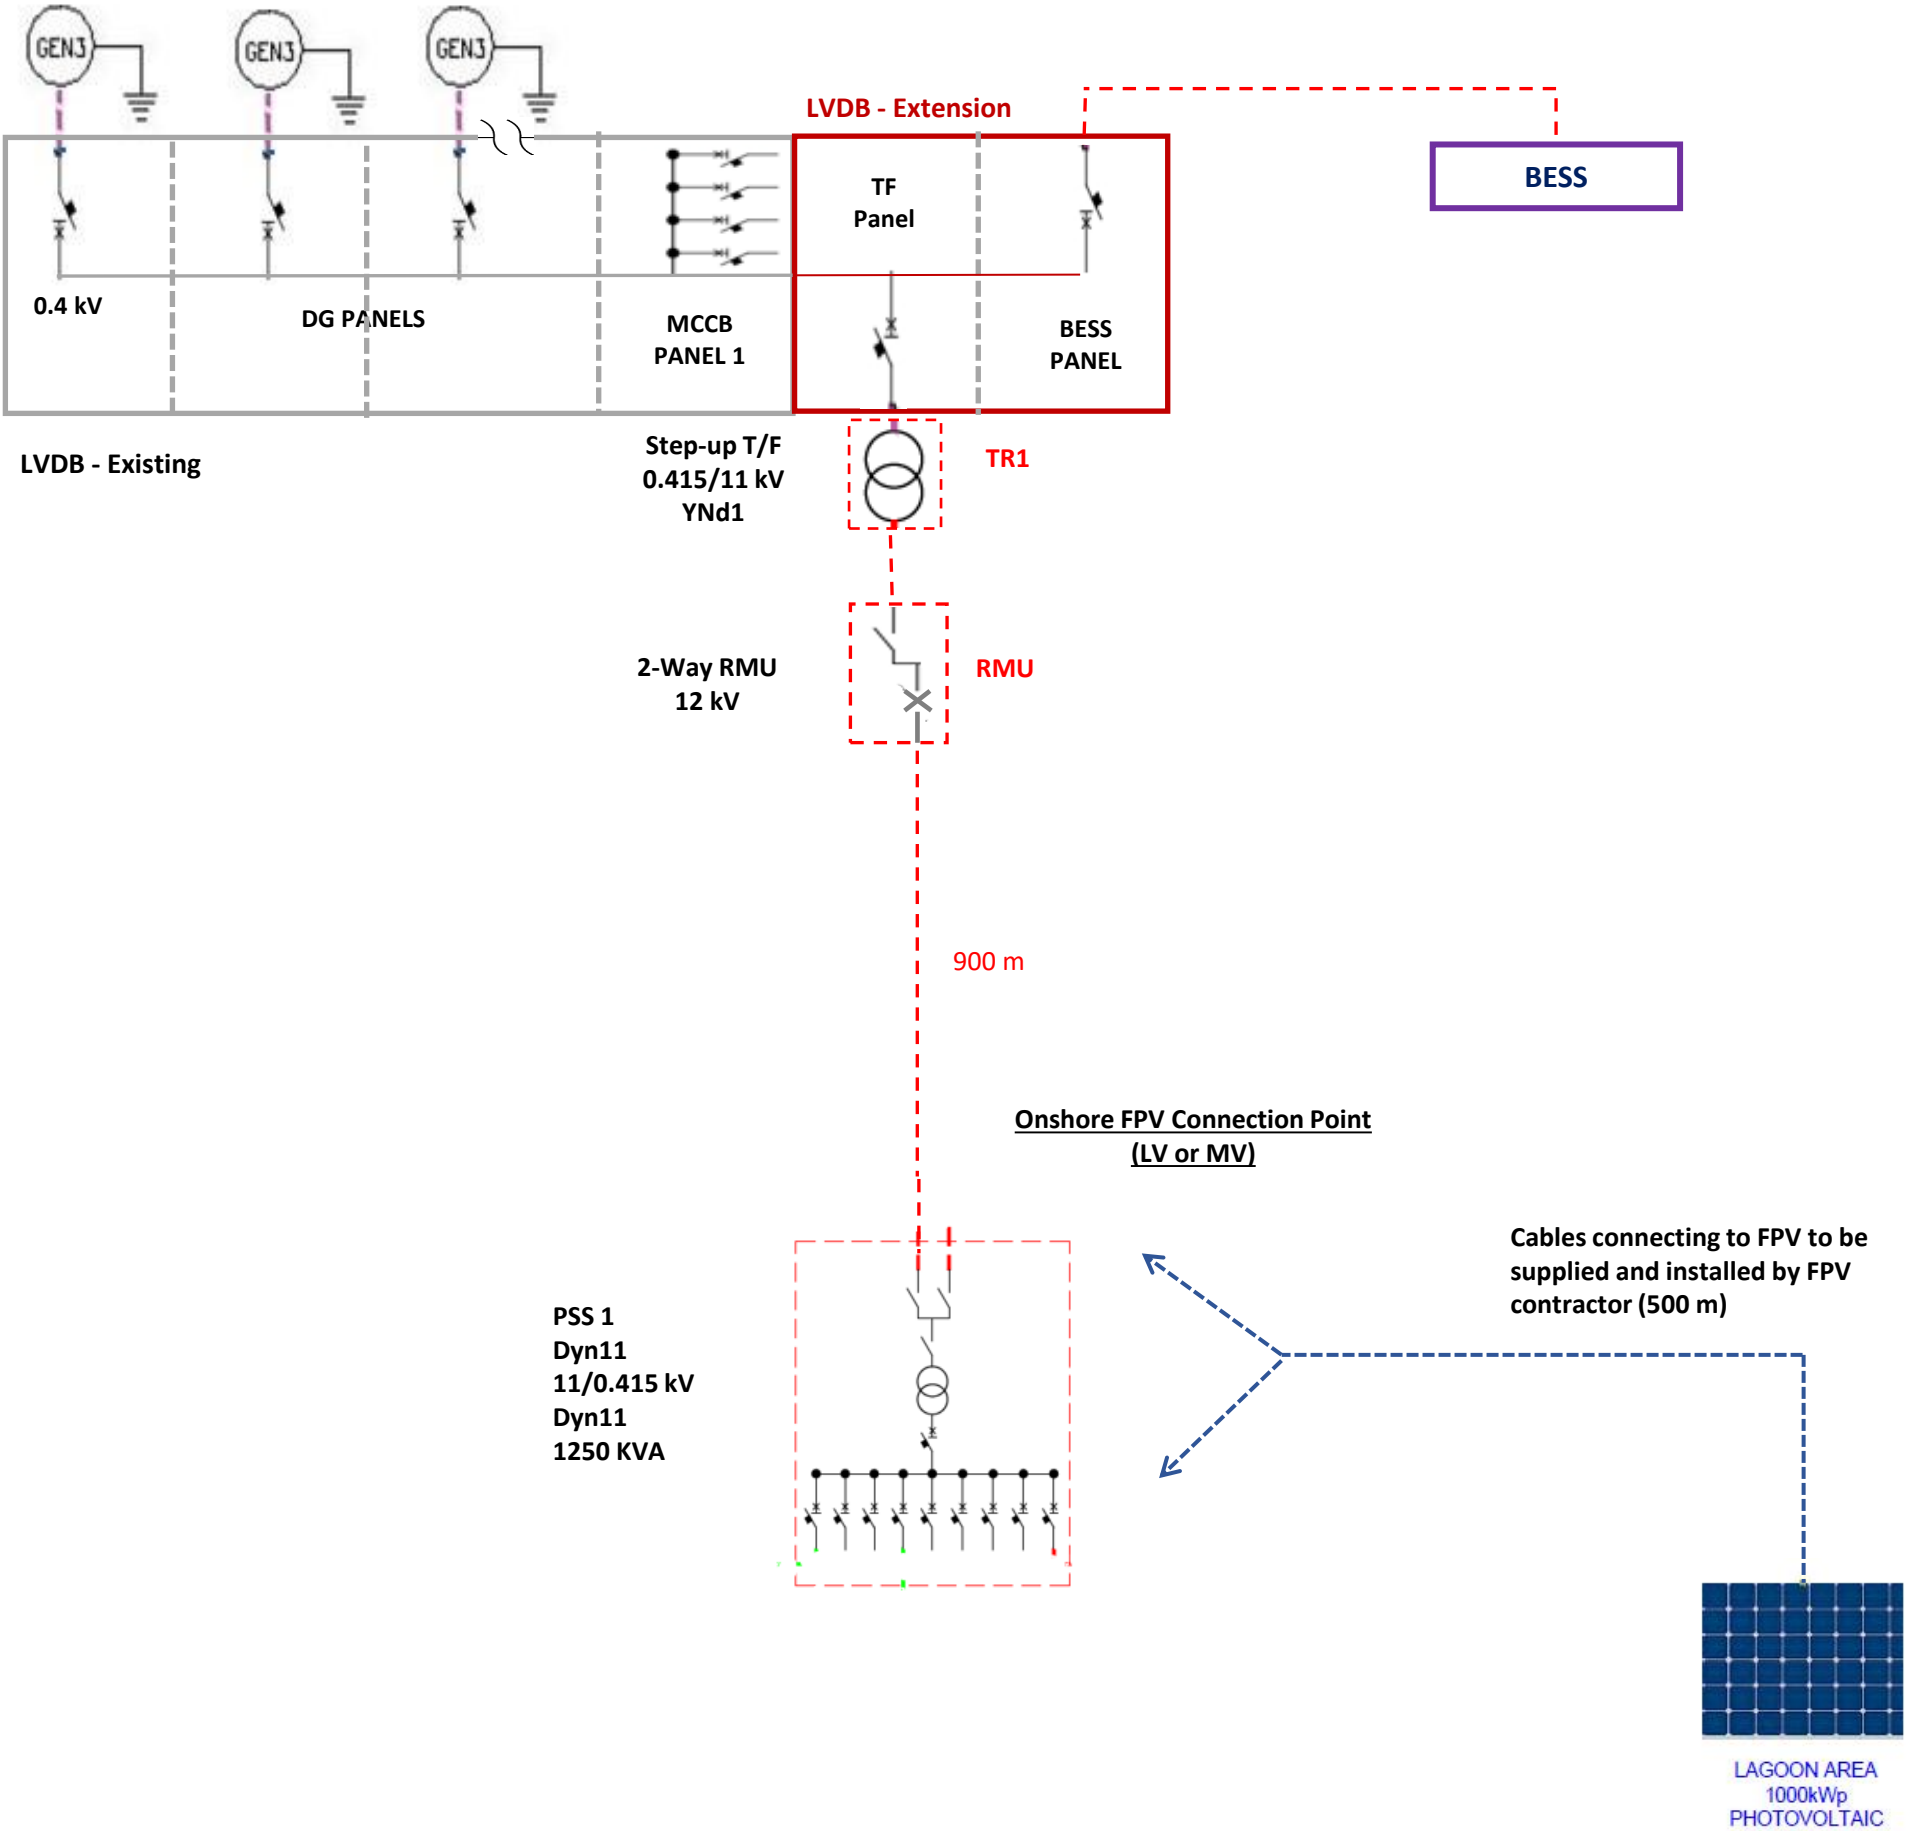 GEN3
GEN3
GEN3
LVDB - Extension
BESS
TF
Panel
0.4 kV
DG PANELS
MCCB
PANEL 1
BESS
PANEL
LVDB - Existing
Step-up T/F
0.415/11 kV
YNd1
TR1
2-Way RMU
12 kV
RMU
900 m
Onshore FPV Connection Point
(LV or MV)
Cables connecting to FPV to be
supplied and installed by FPV
contractor (500 m)
PSS 1
Dyn11
11/0.415 kV
Dyn11
1250 KVA
LAGOON AREA
1000kWp
PHOTOVOLTAIC